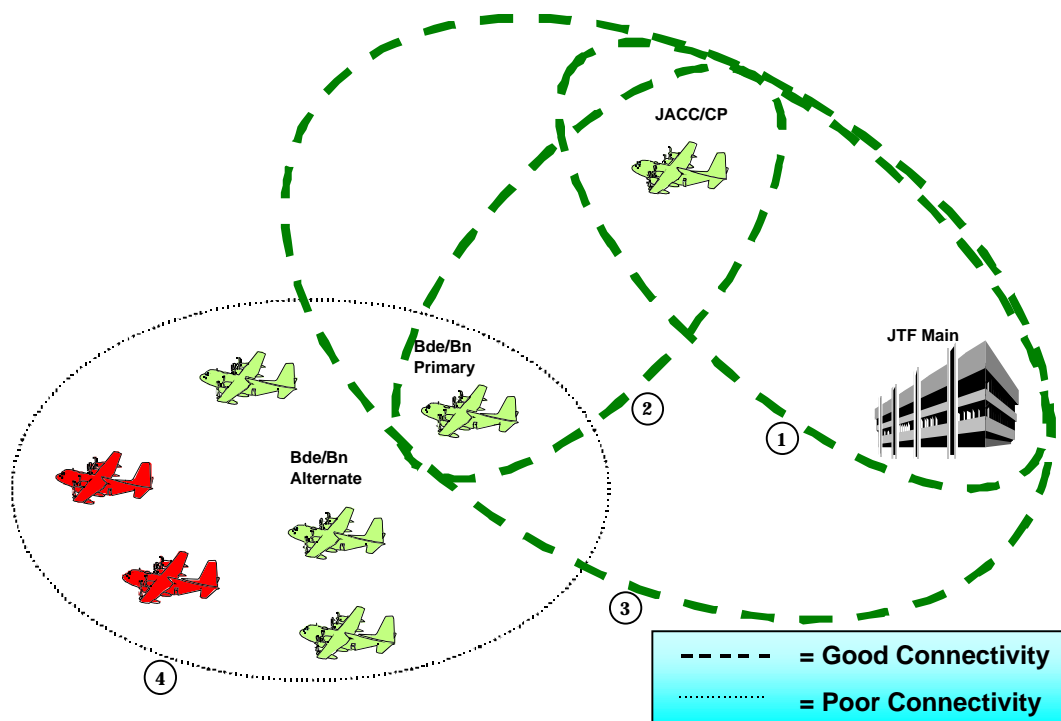 JACC/CP
JTF Main
Bde/Bn
Primary
2
1
Bde/Bn
Alternate
3
4
= Good Connectivity
= Poor Connectivity